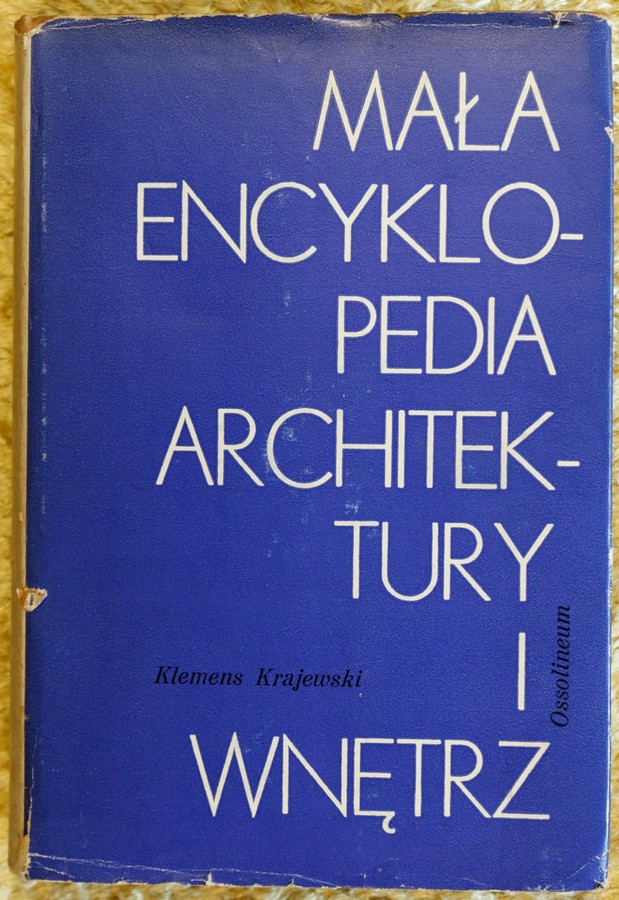 MAŁA
ENCYKLO-
PEDIA
ARCHITEK-
TURY
I
WNĘTRZ
Klemens Krajewski
Ossolineum